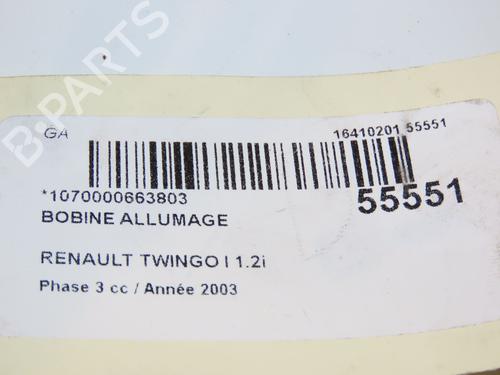 B-PARTS
GA
16410201 55551
*1070000663803
55551
BOBINE ALLUMAGE
RENAULT TWINGO I 1.2i
Phase 3 cc / Année 2003